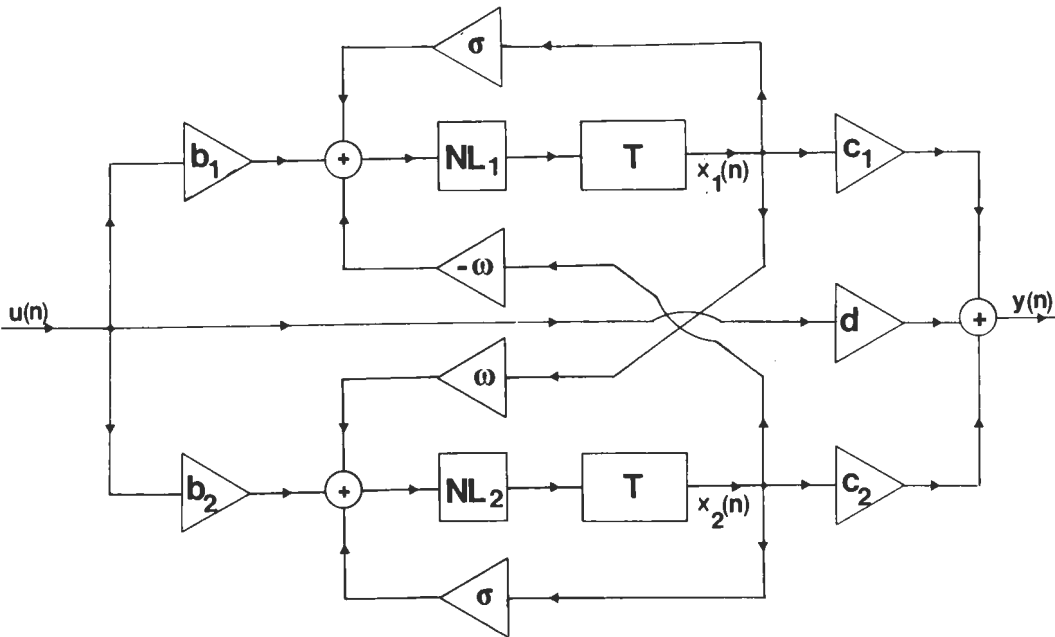 σ
b₁
+
NL₁
T
x₁(n)
c₁
-ω
u(n)
d
+
y(n)
ω
b₂
+
NL₂
T
x₂(n)
c₂
σ